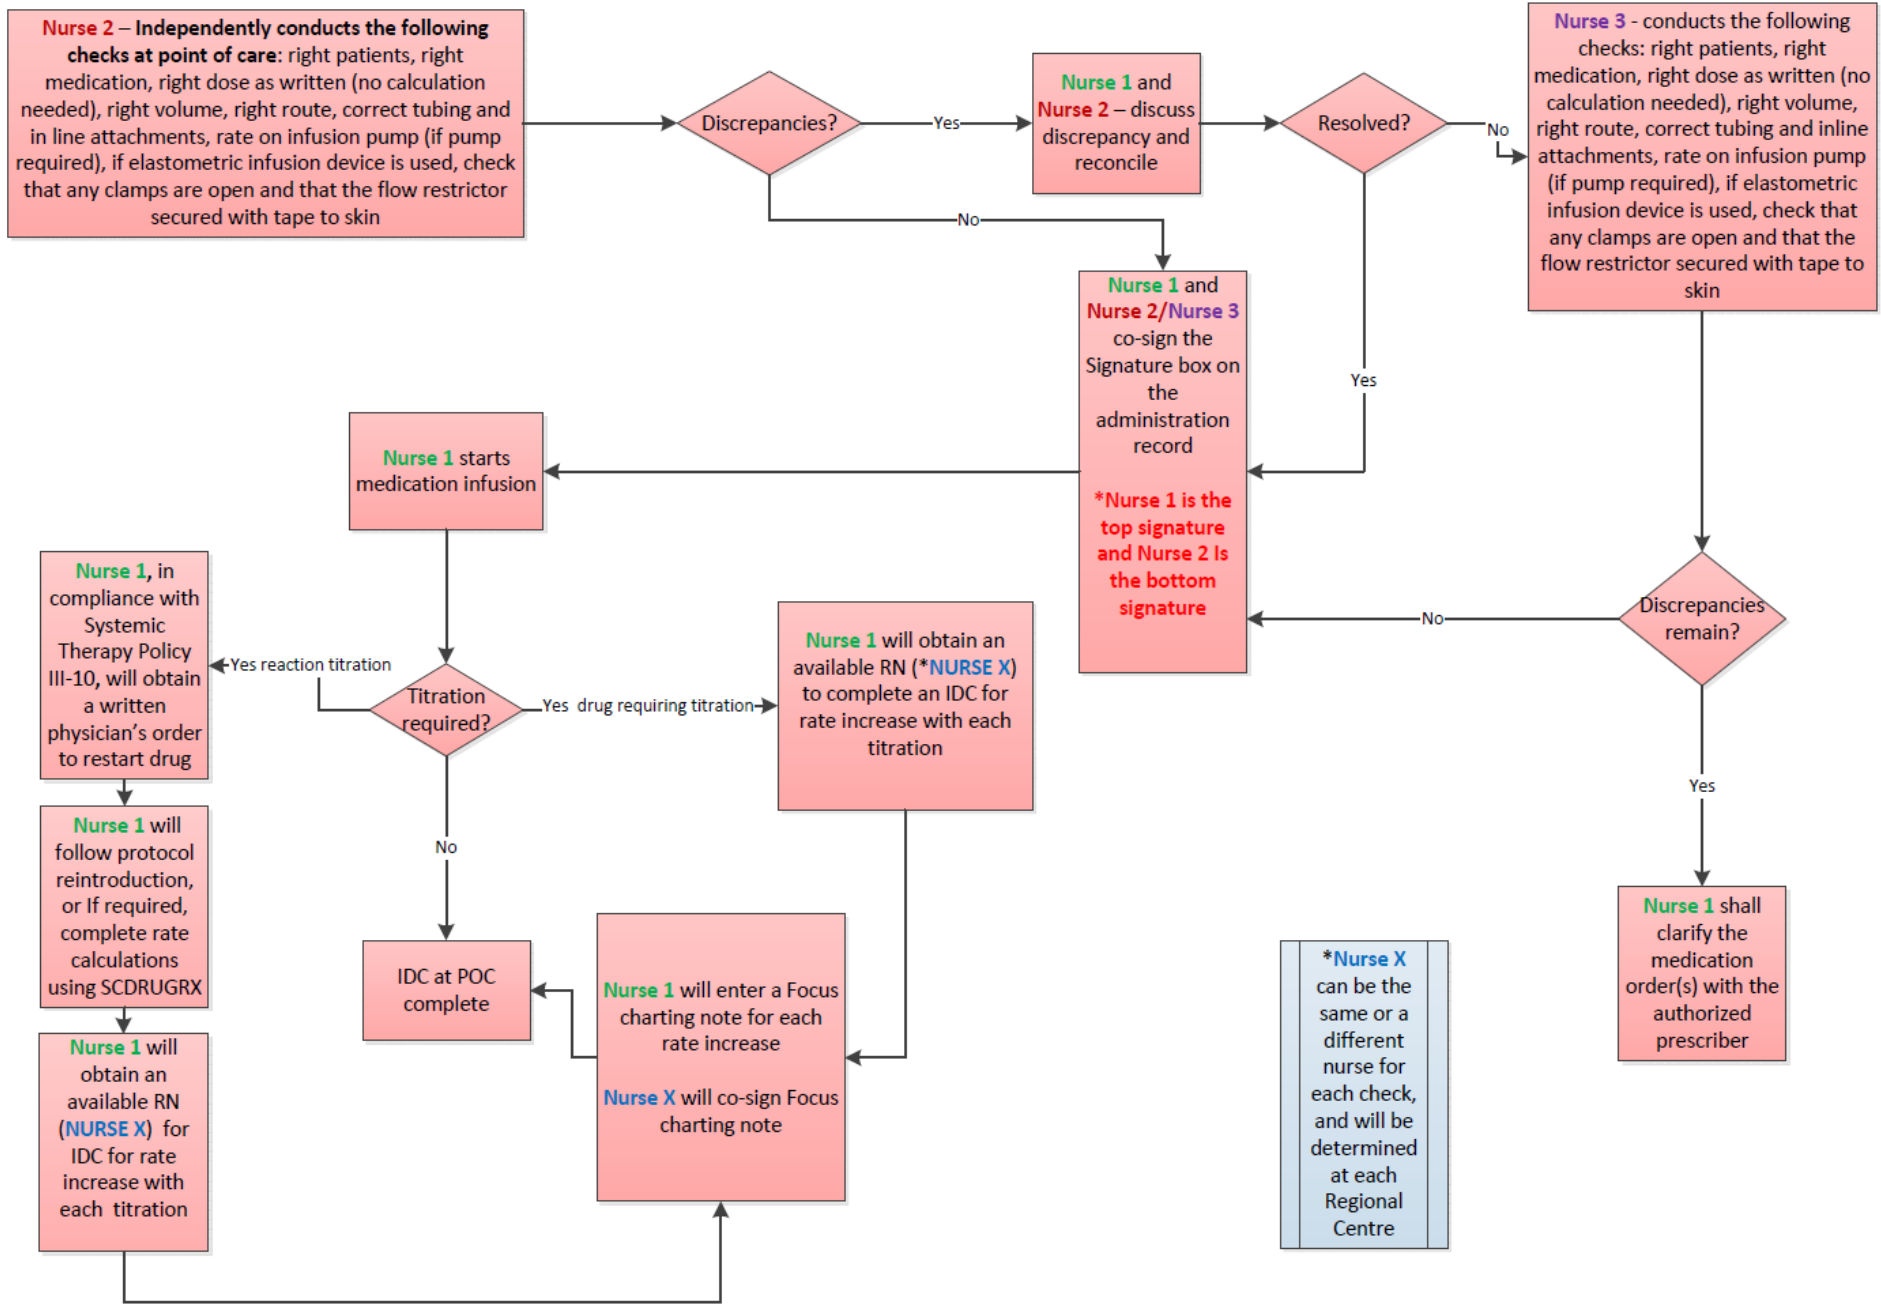 Nurse 2 – Independently conducts the following
checks at point of care: right patients, right
medication, right dose as written (no calculation
needed), right volume, right route, correct tubing and
in line attachments, rate on infusion pump (if pump
required), if elastometric infusion device is used, check
that any clamps are open and that the flow restrictor
secured with tape to skin
Discrepancies?
Yes
No
Nurse 1 and
Nurse 2 – discuss
discrepancy and
reconcile
Resolved?
No
Yes
Nurse 3 - conducts the following
checks: right patients, right
medication, right dose as written (no
calculation needed), right volume,
right route, correct tubing and inline
attachments, rate on infusion pump
(if pump required), if elastometric
infusion device is used, check that
any clamps are open and that the
flow restrictor secured with tape to
skin
Nurse 1 and
Nurse 2/Nurse 3
co-sign the
Signature box on
the
administration
record
*Nurse 1 is the
top signature
and Nurse 2 Is
the bottom
signature
Discrepancies
remain?
No
Yes
Nurse 1 shall
clarify the
medication
order(s) with the
authorized
prescriber
Nurse 1 starts
medication infusion
Titration
required?
Yes reaction titration
Yes drug requiring titration
No
Nurse 1, in
compliance with
Systemic
Therapy Policy
III-10, will obtain
a written
physician's order
to restart drug
Nurse 1 will
follow protocol
reintroduction,
or If required,
complete rate
calculations
using SCDRUGRX
Nurse 1 will
obtain an
available RN
(NURSE X) for
IDC for rate
increase with
each titration
Nurse 1 will obtain an
available RN (*NURSE X)
to complete an IDC for
rate increase with each
titration
Nurse 1 will enter a Focus
charting note for each
rate increase
Nurse X will co-sign Focus
charting note
IDC at POC
complete
*Nurse X
can be the
same or a
different
nurse for
each check,
and will be
determined
at each
Regional
Centre